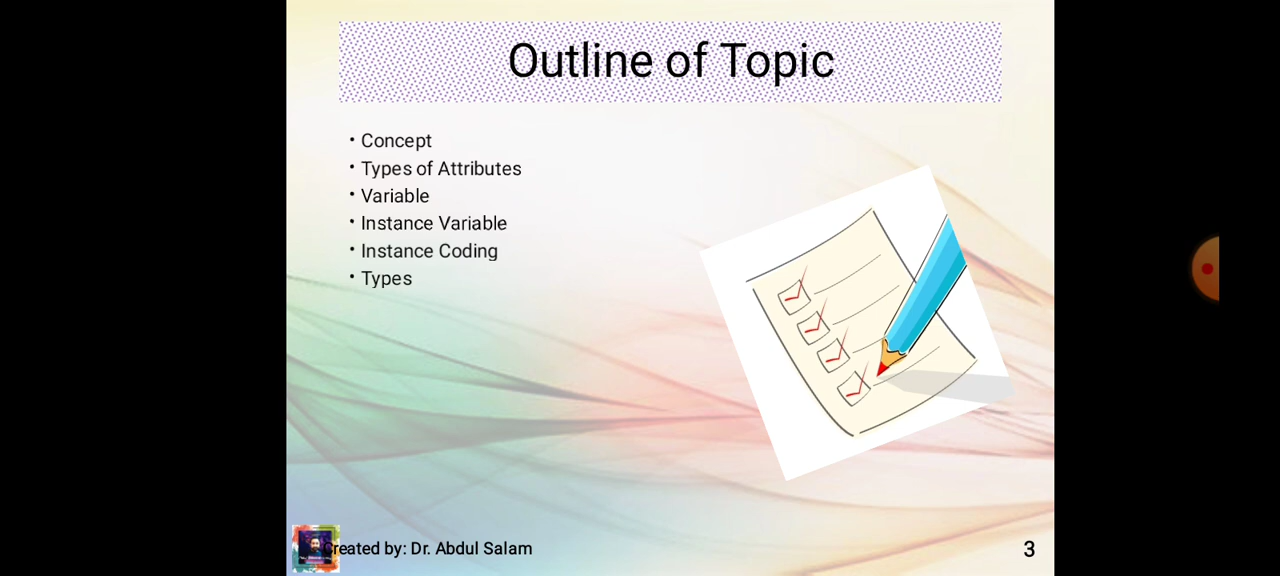 Outline of Topic
• Concept
• Types of Attributes
• Variable
• Instance Variable
• Instance Coding
• Types
Created by: Dr. Abdul Salam
3